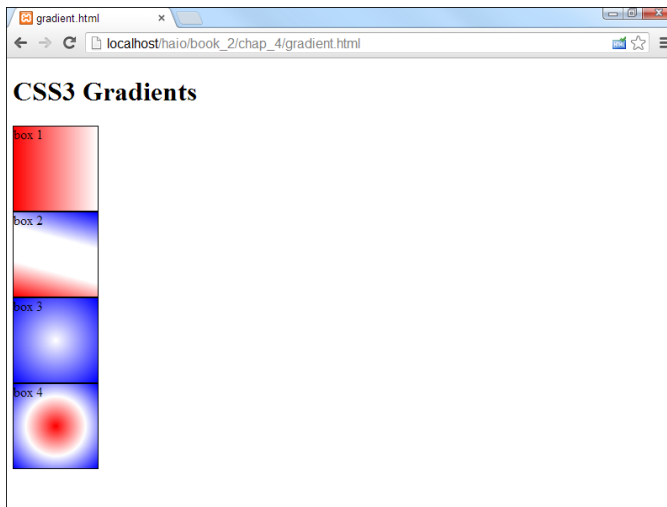 gradient.html
localhost/haio/book_2/chap_4/gradient.html
CSS3 Gradients
box 1
box 2
box 3
box 4